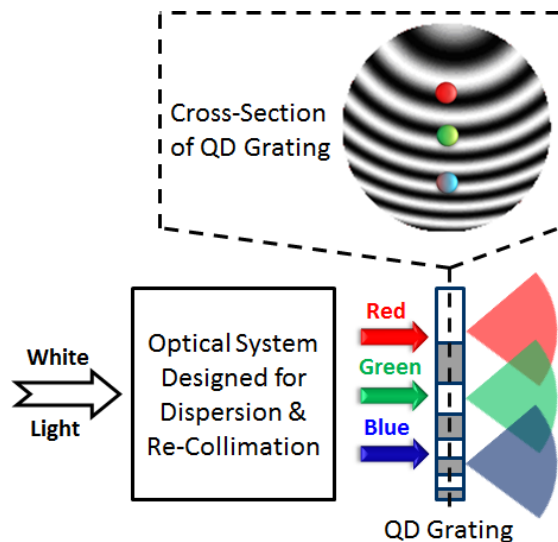 Cross-Section
of QD Grating
White
Light
Optical System
Designed for
Dispersion &
Re-Collimation
Red
Green
Blue
QD Grating